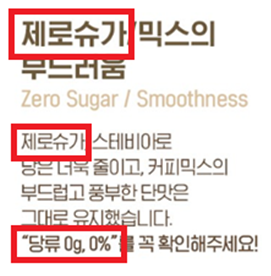 제로슈가/믹스의
부드러움
Zero Sugar / Smoothness
제로슈가, 스테비아로
당은 더욱 줄이고, 커피믹스의
부드럽고 풍부한 단맛은
그대로 유지했습니다.
"당류 0g, 0%"를 꼭 확인해주세요!